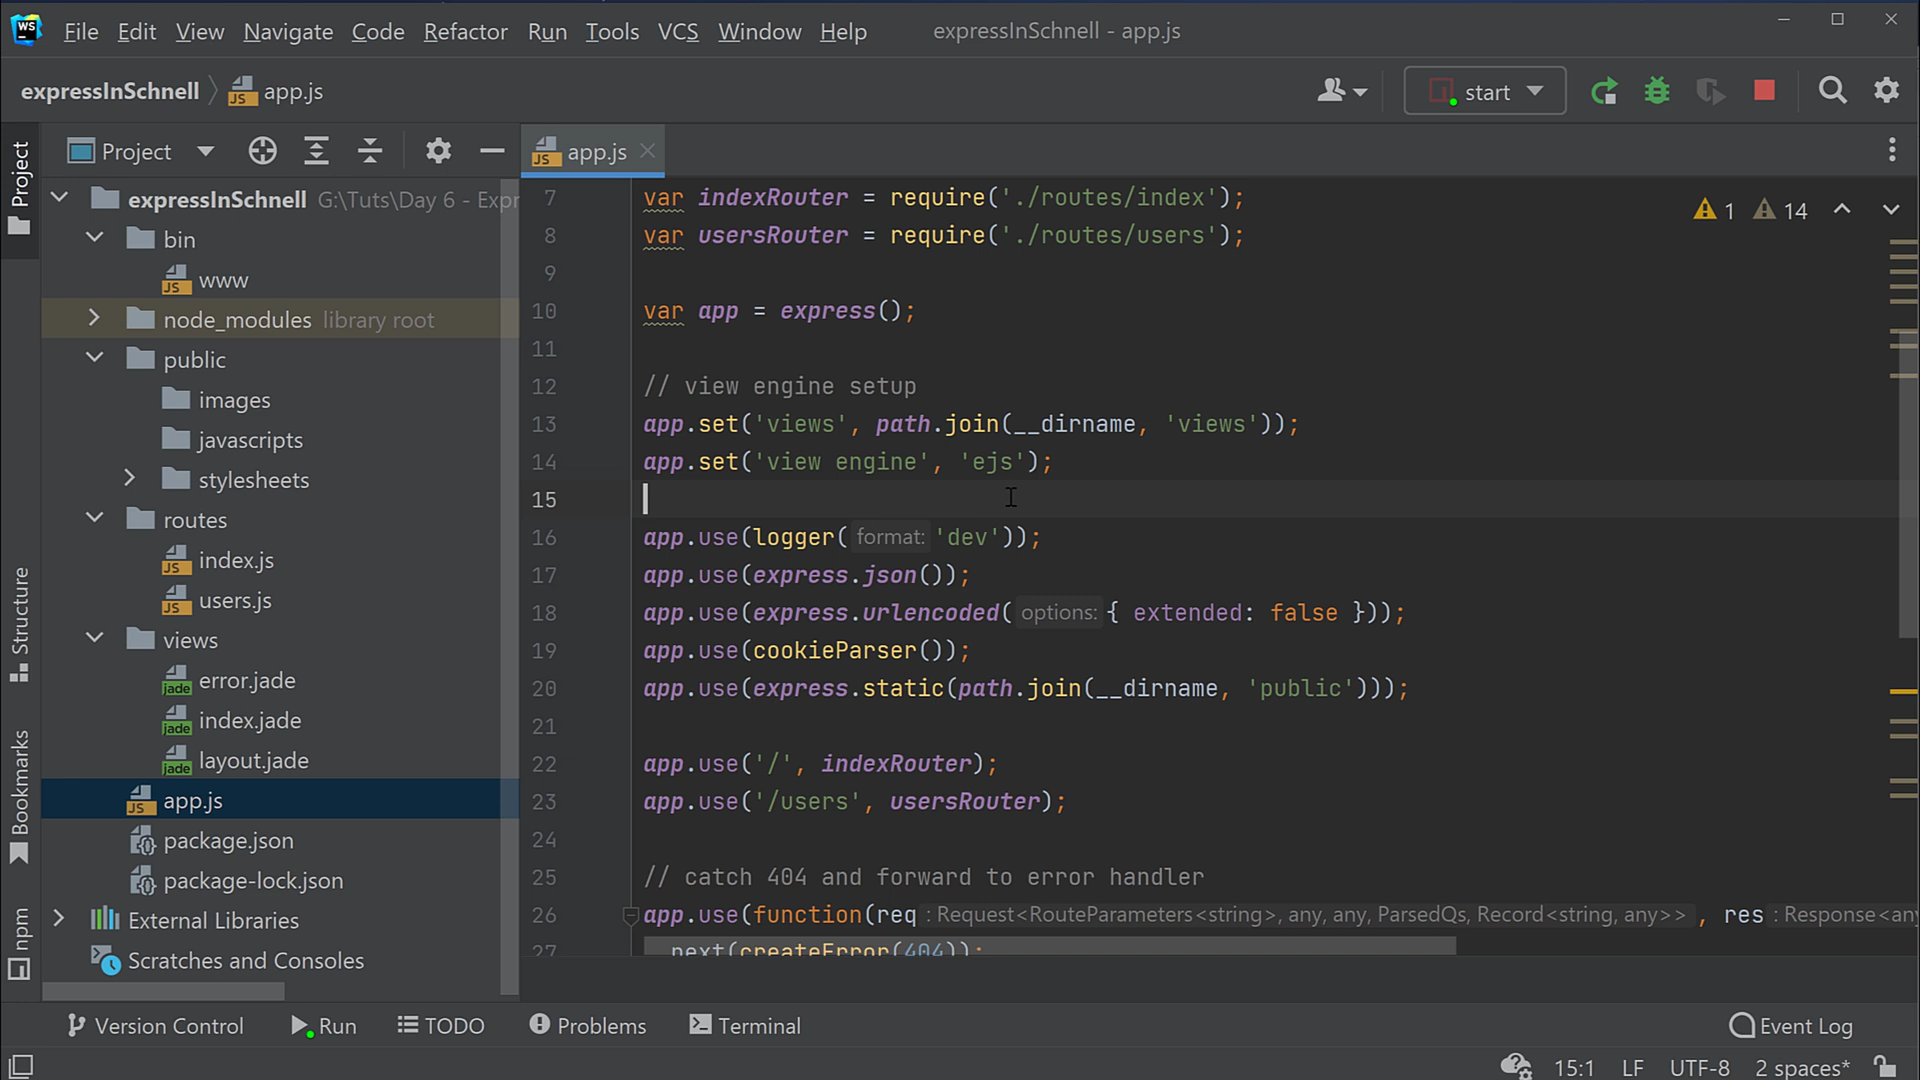 WS File Edit View Navigate Code Refactor Run Tools VCS Window Help expressInSchnell - app.js
expressInSchnell app.js start
Project app.js
expressInSchnell G:\Tuts\Day 6 - Expr
bin
www
node_modules library root
public
images
javascripts
stylesheets
routes
index.js
users.js
views
error.jade
index.jade
layout.jade
app.js
package.json
package-lock.json
External Libraries
Scratches and Consoles
Project
Structure
Bookmarks
npm
1 14
7 var indexRouter = require('./routes/index');
8 var usersRouter = require('./routes/users');
9
10 var app = express();
11
12 // view engine setup
13 app.set('views', path.join(__dirname, 'views'));
14 app.set('view engine', 'ejs');
15
16 app.use(logger( format: 'dev'));
17 app.use(express.json());
18 app.use(express.urlencoded( options: { extended: false }));
19 app.use(cookieParser());
20 app.use(express.static(path.join(__dirname, 'public')));
21
22 app.use('/', indexRouter);
23 app.use('/users', usersRouter);
24
25 // catch 404 and forward to error handler
26 app.use(function(req : Request<RouteParameters<string>, any, any, ParsedQs, Record<string, any>> , res : Response<any
27 next(createError(404));
Version Control Run TODO Problems Terminal Event Log
15:1 LF UTF-8 2 spaces*